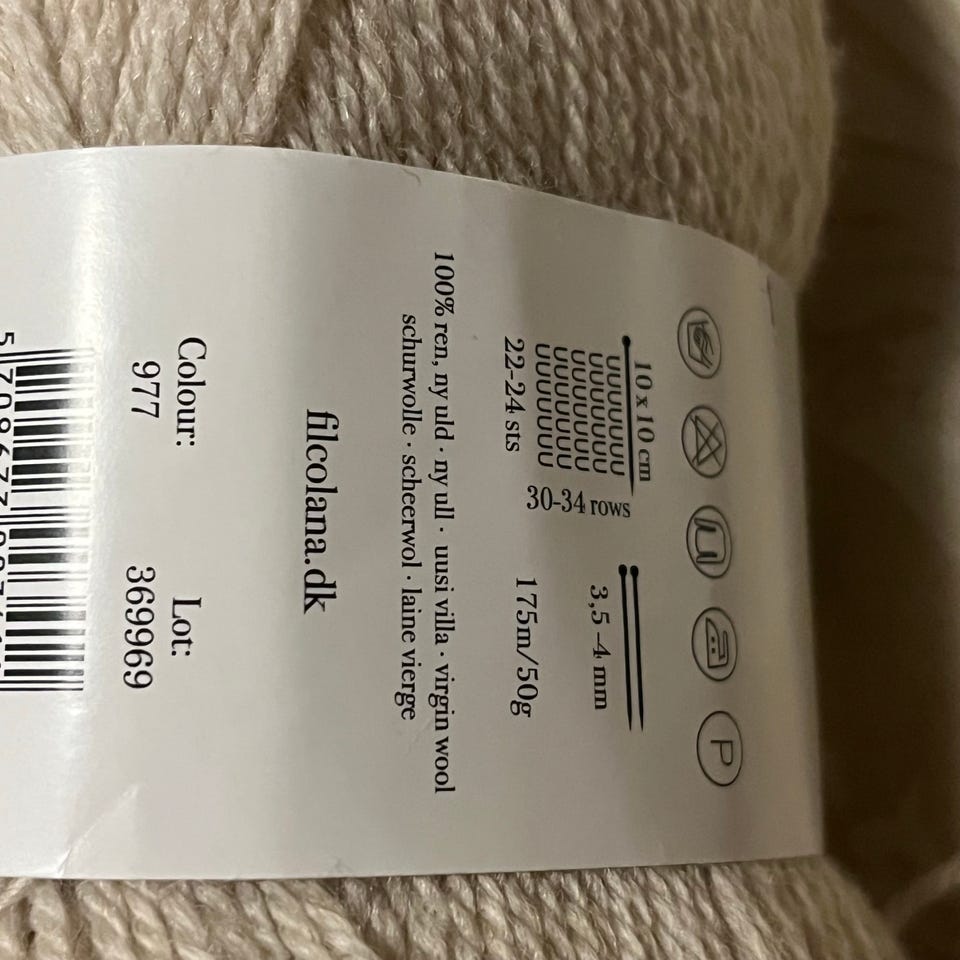 P
10 x 10 cm
30-34 rows
22-24 sts
3,5-4 mm
175m/50g
100% ren, ny uld · ny ull · uusi villa · virgin wool
schurwolle · scheerwol · laine vierge
filcolana.dk
Colour:
977
Lot:
369969